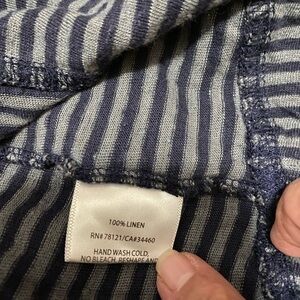 100% LINEN
RN# 78121/CA#34460
HAND WASH COLD.
NO BLEACH. RESHAPE AND